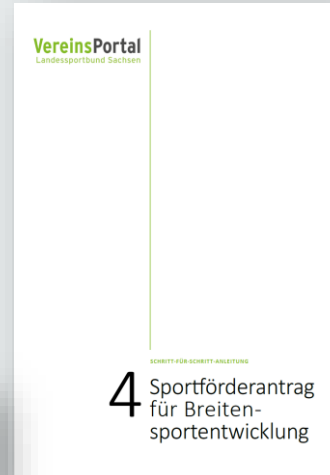 VereinsPortal
Landessportbund Sachsen
SCHRITT-FÜR-SCHRITT-ANLEITUNG
4 Sportförderantrag
für Breiten-
sportentwicklung